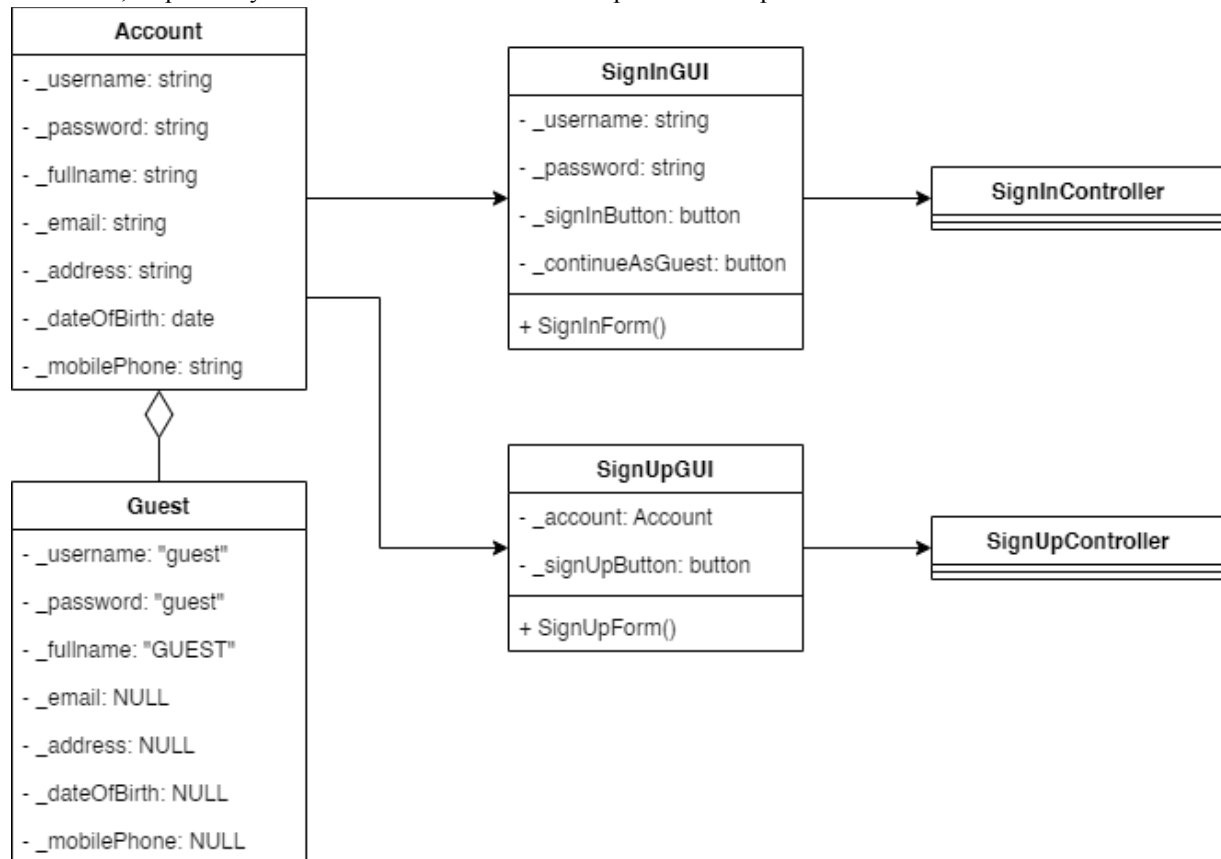 Account
- _username: string
- _password: string
- _fullname: string
- _email: string
- _address: string
- _dateOfBirth: date
- _mobilePhone: string
SignInGUI
- _username: string
- _password: string
- _signInButton: button
- _continueAsGuest: button
+ SignInForm()
SignInController
Guest
- _username: "guest"
- _password: "guest"
- _fullname: "GUEST"
- _email: NULL
- _address: NULL
- _dateOfBirth: NULL
- _mobilePhone: NULL
SignUpGUI
- _account: Account
- _signUpButton: button
+ SignUpForm()
SignUpController